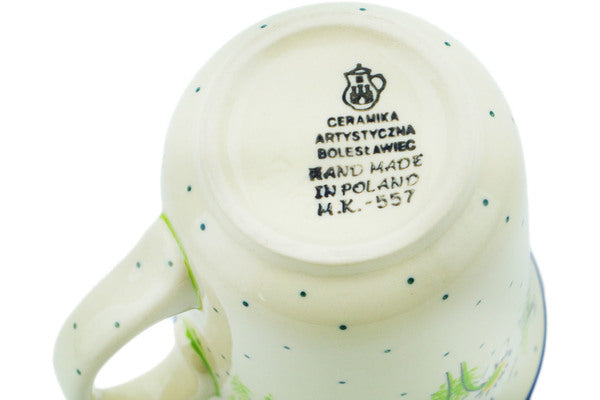 CERAMIKA
ARTYSTYCZNA
BOLESŁAWIEC
HAND MADE
IN POLAND
M.K.-557